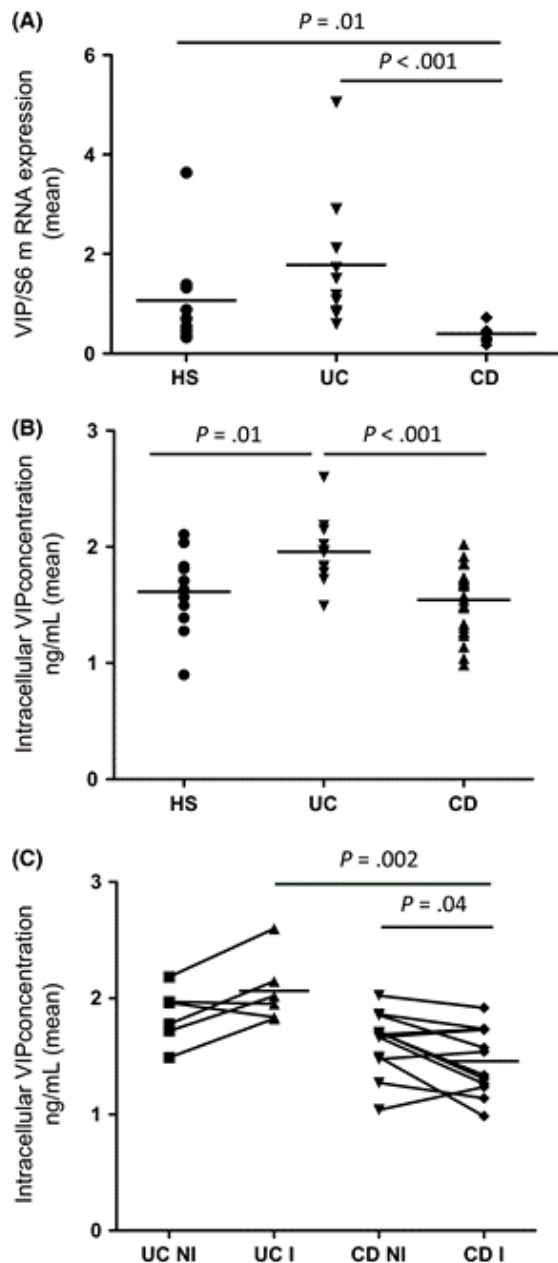 (A)
P = .01
P < .001
6
4
2
0
VIP/S6 m RNA expression
(mean)
HS UC CD
(B)
P = .01 P < .001
3
2
1
0
Intracellular VIPconcentration
ng/mL (mean)
HS UC CD
(C)
P = .002
P = .04
3
2
1
0
Intracellular VIPconcentration
ng/mL (mean)
UC NI UC I CD NI CD I